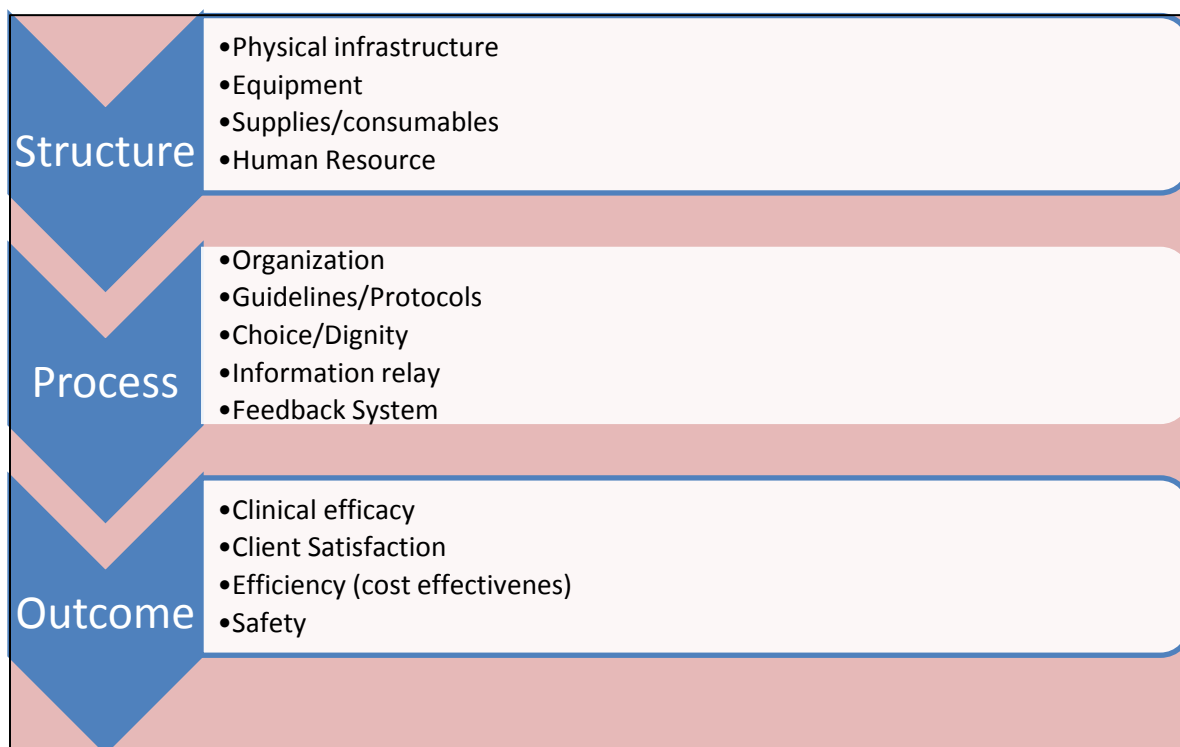 Structure
•Physical infrastructure
•Equipment
•Supplies/consumables
•Human Resource
Process
•Organization
•Guidelines/Protocols
•Choice/Dignity
•Information relay
•Feedback System
Outcome
•Clinical efficacy
•Client Satisfaction
•Efficiency (cost effectivenes)
•Safety